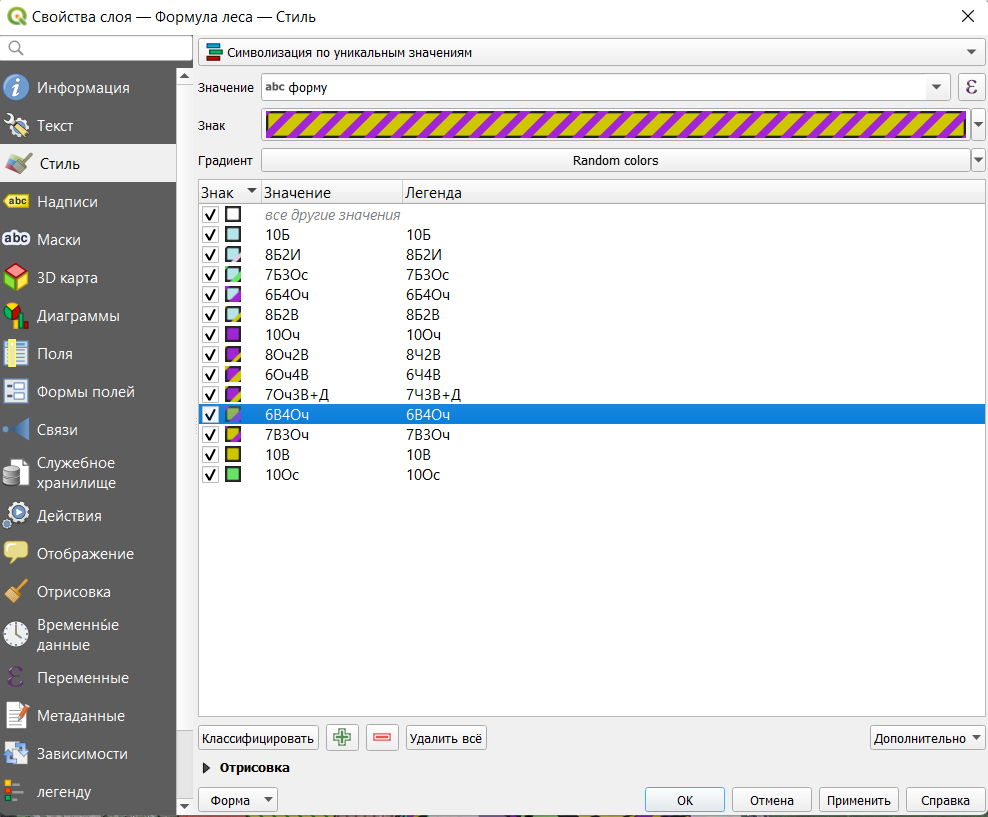 Свойства слоя — Формула леса — Стиль
Символизация по уникальным значениям
Информация
Значение abc форму ε
Текст
Знак
Стиль
Градиент Random colors
abc Надписи
Знак Значение Легенда
все другие значения
abc Маски
10Б 10Б
8Б2И 8Б2И
3D карта
7Б3Ос 7Б3Ос
6Б4Оч 6Б4Оч
Диаграммы
8Б2В 8Б2В
10Оч 10Оч
Поля
8Оч2В 8Ч2В
6Оч4В 6Ч4В
Формы полей
7Оч3В+Д 7Ч3В+Д
6В4Оч 6В4Оч
Связи
7В3Оч 7В3Оч
10В 10В
Служебное
хранилище
10Ос 10Ос
Действия
Отображение
Отрисовка
Временны́е
данные
Переменные
Метаданные
Классифицировать Удалить всё Дополнительно
Зависимости
Отрисовка
легенду
Форма OK Отмена Применить Справка